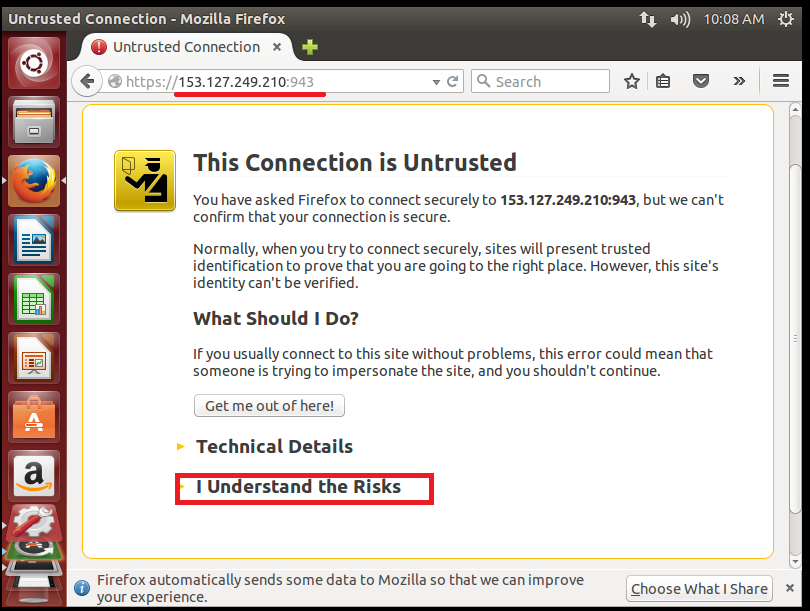 Untrusted Connection - Mozilla Firefox
10:08 AM
Untrusted Connection
https://153.127.249.210:943
Search
This Connection is Untrusted
You have asked Firefox to connect securely to 153.127.249.210:943, but we can't
confirm that your connection is secure.
Normally, when you try to connect securely, sites will present trusted
identification to prove that you are going to the right place. However, this site's
identity can't be verified.
What Should I Do?
If you usually connect to this site without problems, this error could mean that
someone is trying to impersonate the site, and you shouldn't continue.
Get me out of here!
Technical Details
I Understand the Risks
Firefox automatically sends some data to Mozilla so that we can improve
your experience.
Choose What I Share